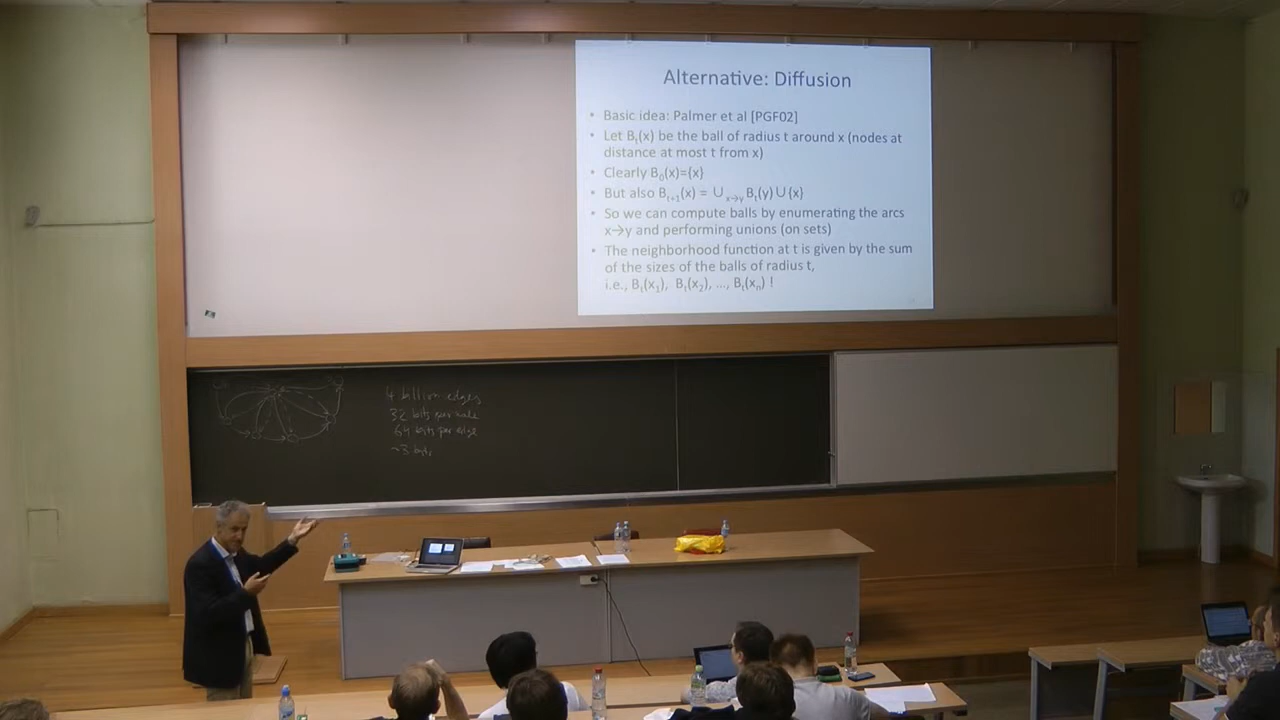 Alternative: Diffusion
• Basic idea: Palmer et al [PGF02]
• Let Bₜ(x) be the ball of radius t around x (nodes at
distance at most t from x)
• Clearly B₀(x)={x}
• But also Bₜ₊₁(x) = ∪ₓ→ᵧ Bₜ(y)∪{x}
• So we can compute balls by enumerating the arcs
x→y and performing unions (on sets)
• The neighborhood function at t is given by the sum
of the sizes of the balls of radius t,
i.e., Bₜ(x₁), Bₜ(x₂), ..., Bₜ(xₙ) !
4 billion edges
32 bits per node
64 bits per edge
~3 bits